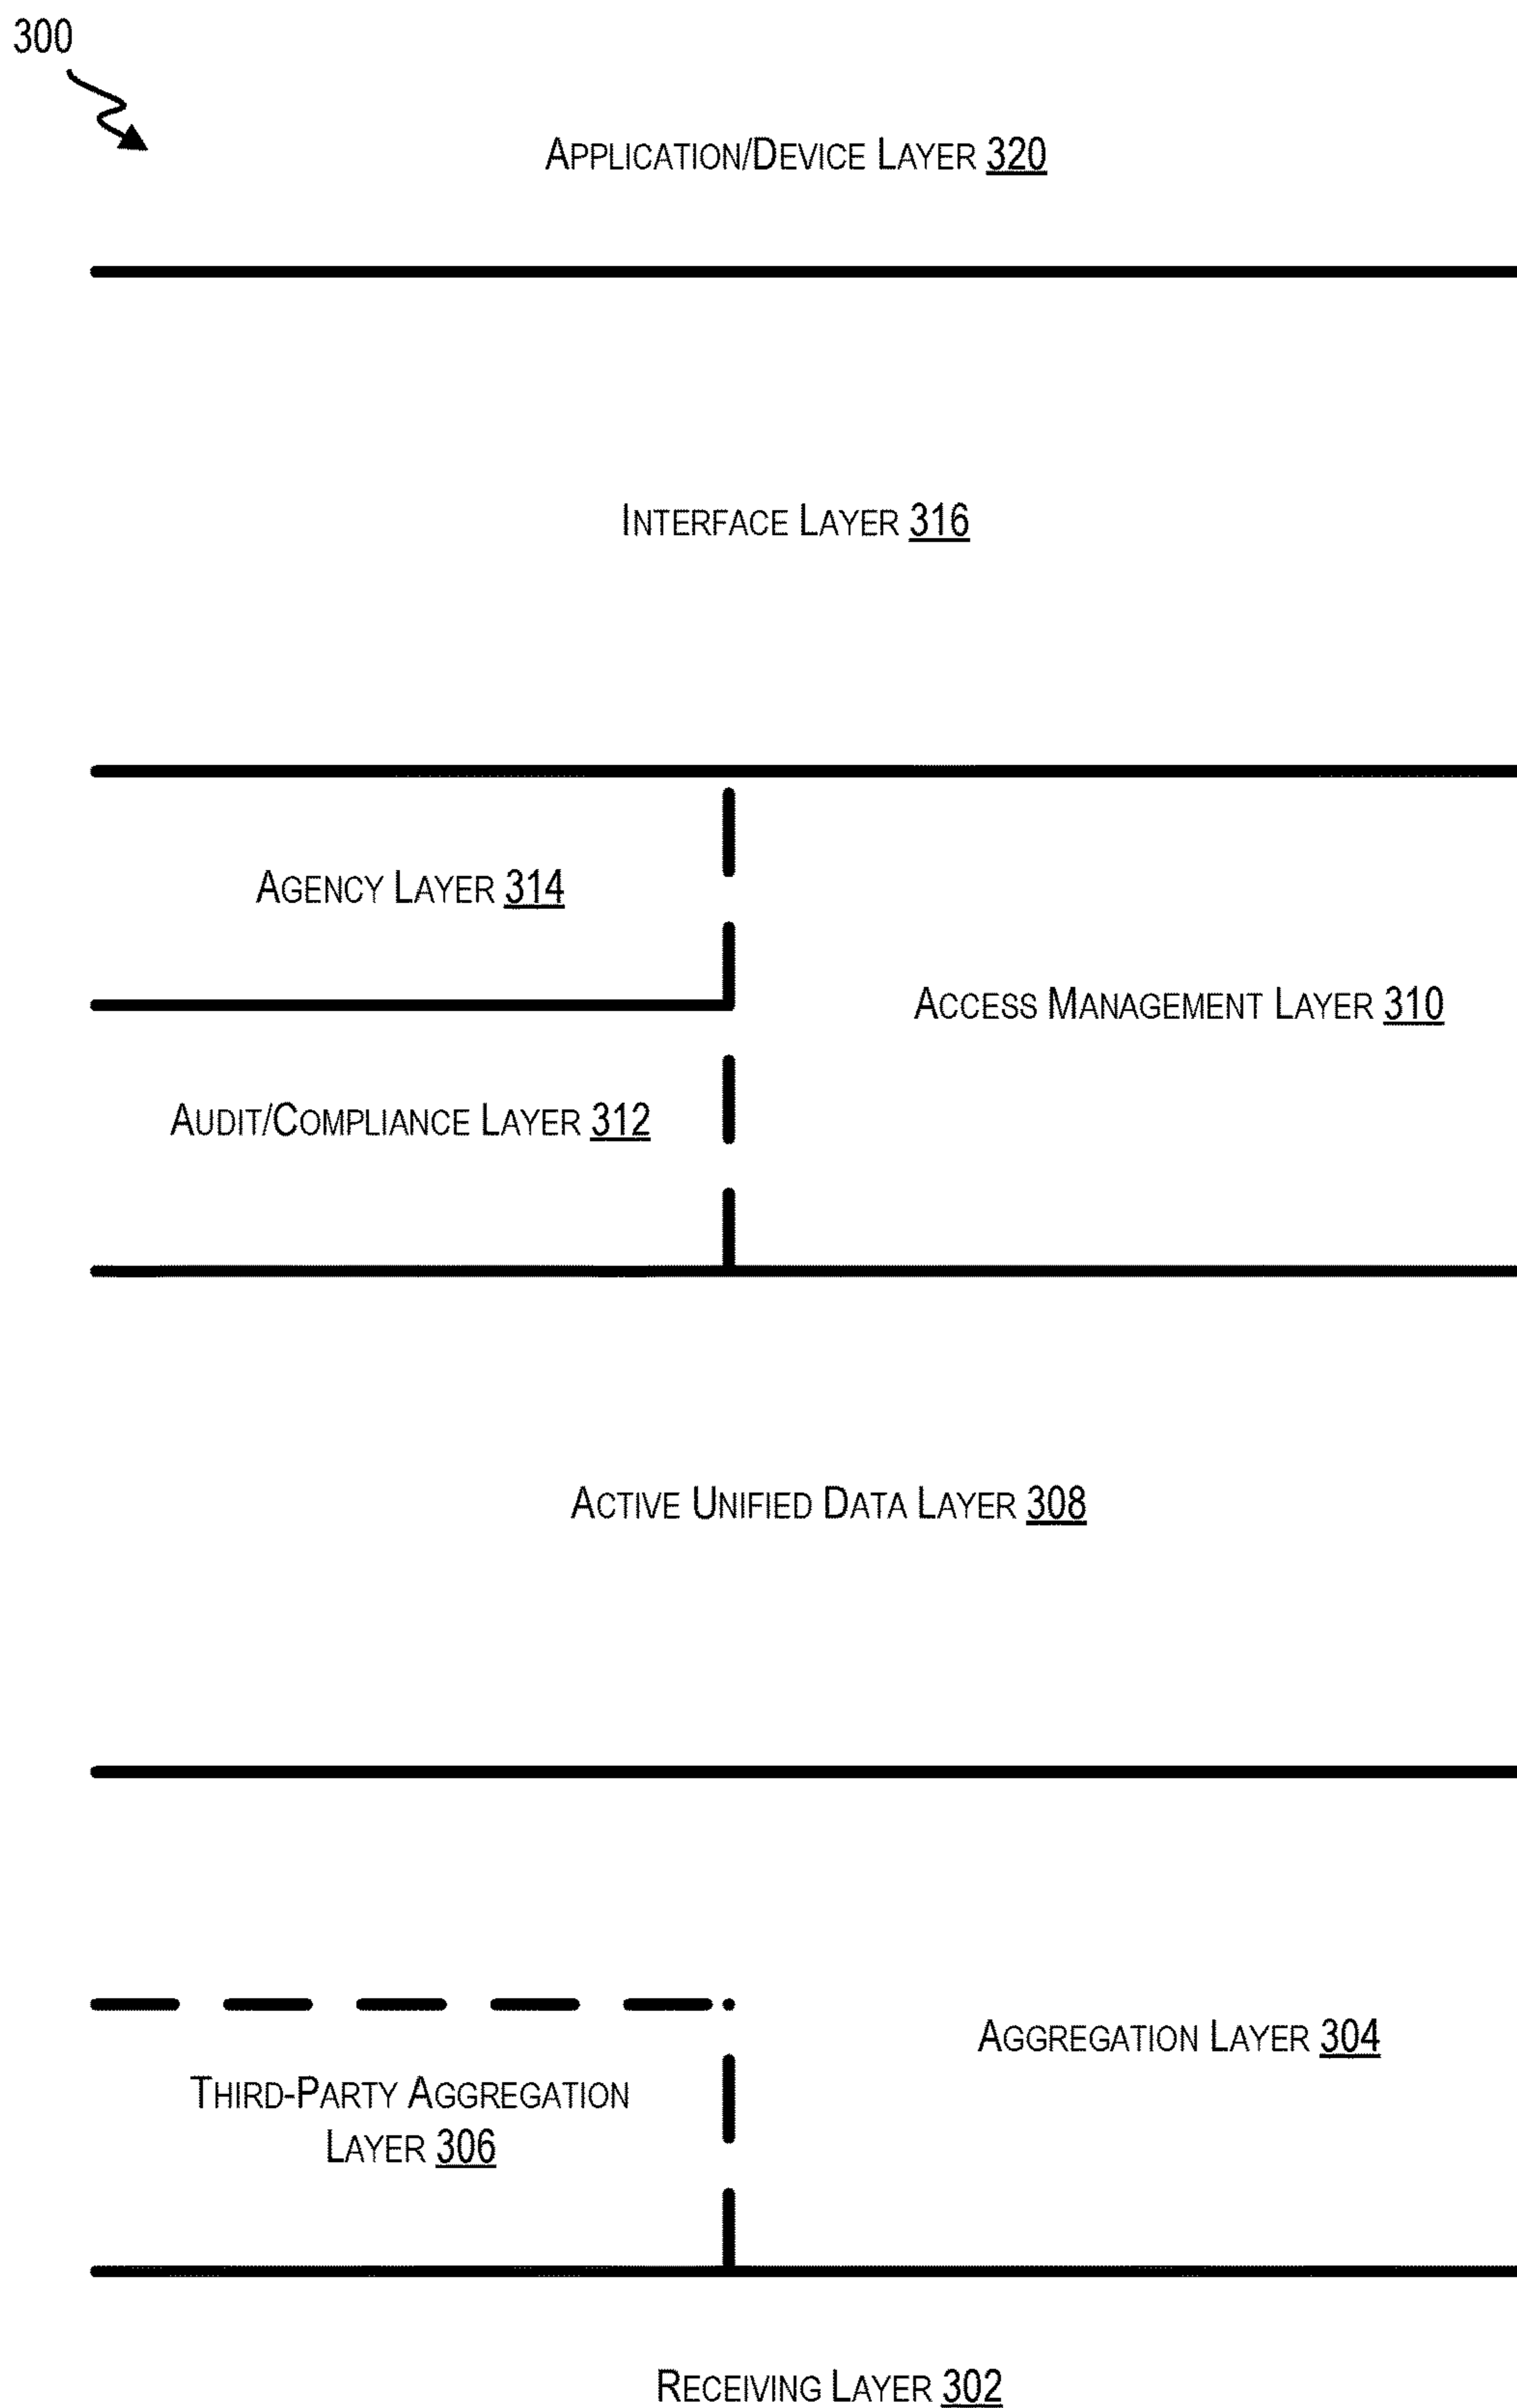 300
APPLICATION/DEVICE LAYER 320
INTERFACE LAYER 316
AGENCY LAYER 314
ACCESS MANAGEMENT LAYER 310
AUDIT/COMPLIANCE LAYER 312
ACTIVE UNIFIED DATA LAYER 308
AGGREGATION LAYER 304
THIRD-PARTY AGGREGATION
LAYER 306
RECEIVING LAYER 302